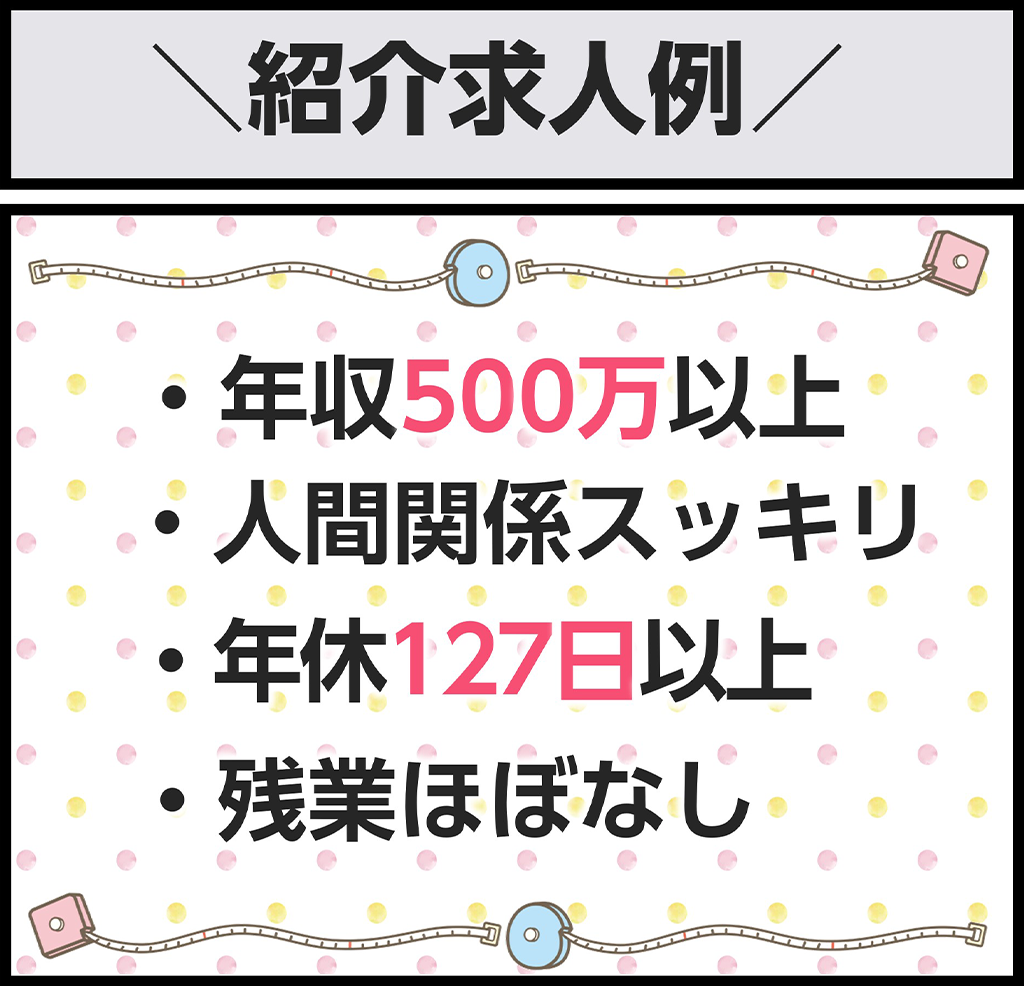 ＼紹介求人例／
・年収500万以上
・人間関係スッキリ
・年休127日以上
・残業ほぼなし